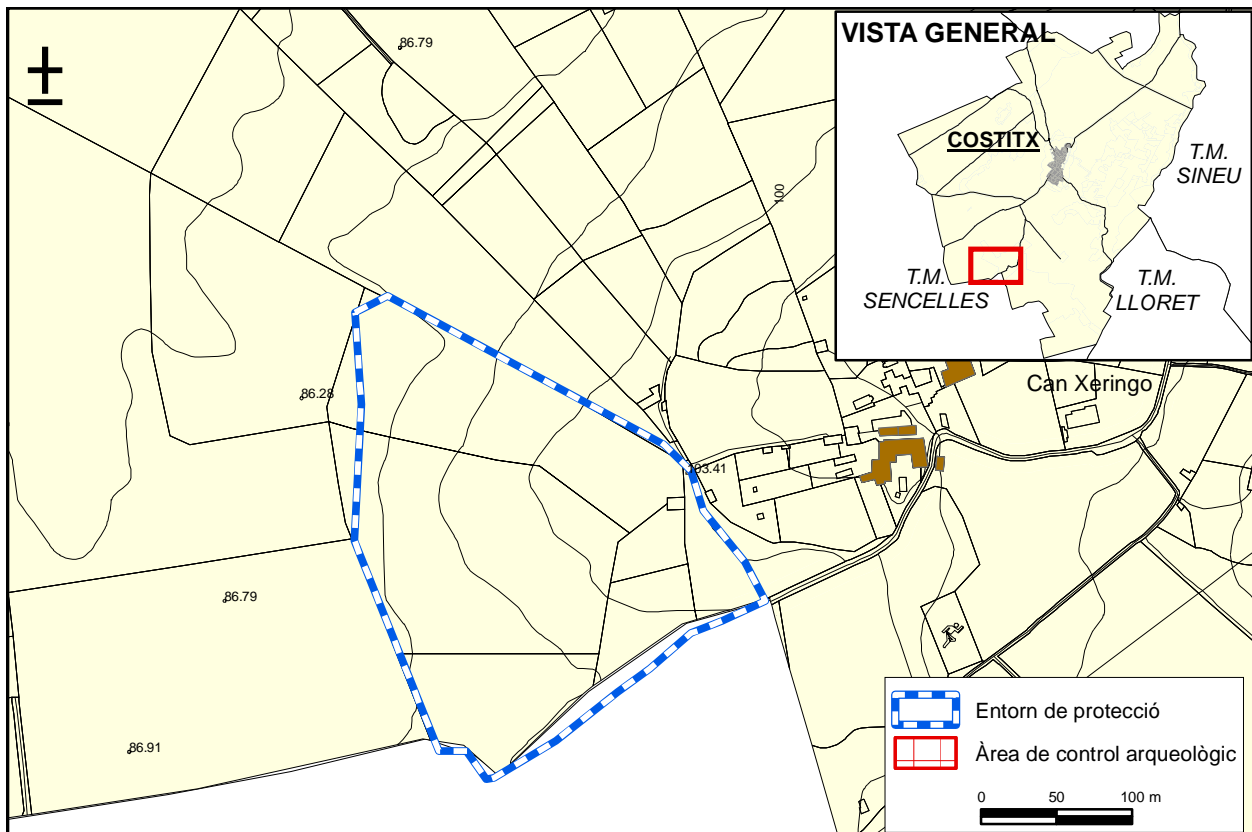 86.79
VISTA GENERAL
COSTITX
T.M.
SINEU
T.M.
SENCELLES
T.M.
LLORET
100
86.28
Can Xeringo
103.41
86.79
86.91
Entorn de protecció
Àrea de control arqueològic
0 50 100 m